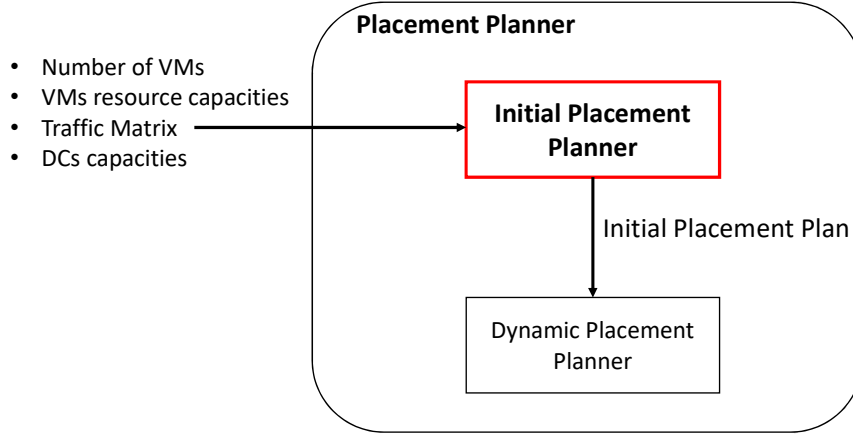 Placement Planner
• Number of VMs
• VMs resource capacities
• Traffic Matrix
• DCs capacities
Initial Placement
Planner
Initial Placement Plan
Dynamic Placement
Planner